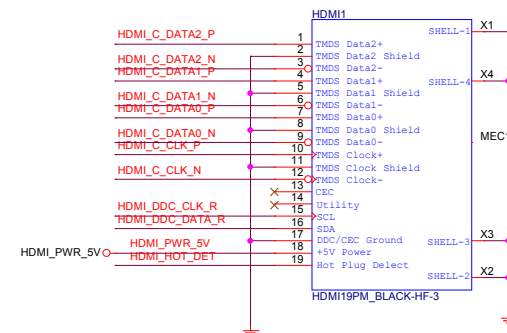 HDMI1
HDMI_C_DATA2_P 1 TMDS Data2+ SHELL-1 X1
2 TMDS Data2 Shield
HDMI_C_DATA2_N 3 TMDS Data2-
HDMI_C_DATA1_P 4 TMDS Data1+ SHELL-4 X4
5 TMDS Data1 Shield
HDMI_C_DATA1_N 6 TMDS Data1-
HDMI_C_DATA0_P 7 TMDS Data0+
8 TMDS Data0 Shield
HDMI_C_DATA0_N 9 TMDS Data0- MEC1
HDMI_C_CLK_P 10 TMDS Clock+
11 TMDS Clock Shield
HDMI_C_CLK_N 12 TMDS Clock-
13 CEC
14 Utility
HDMI_DDC_CLK_R 15 SCL
HDMI_DDC_DATA_R 16 SDA
17 DDC/CEC Ground SHELL-3 X3
HDMI_PWR_5V HDMI_PWR_5V 18 +5V Power
HDMI_HOT_DET 19 Hot Plug Delect
SHELL-2 X2
HDMI19PM_BLACK-HF-3